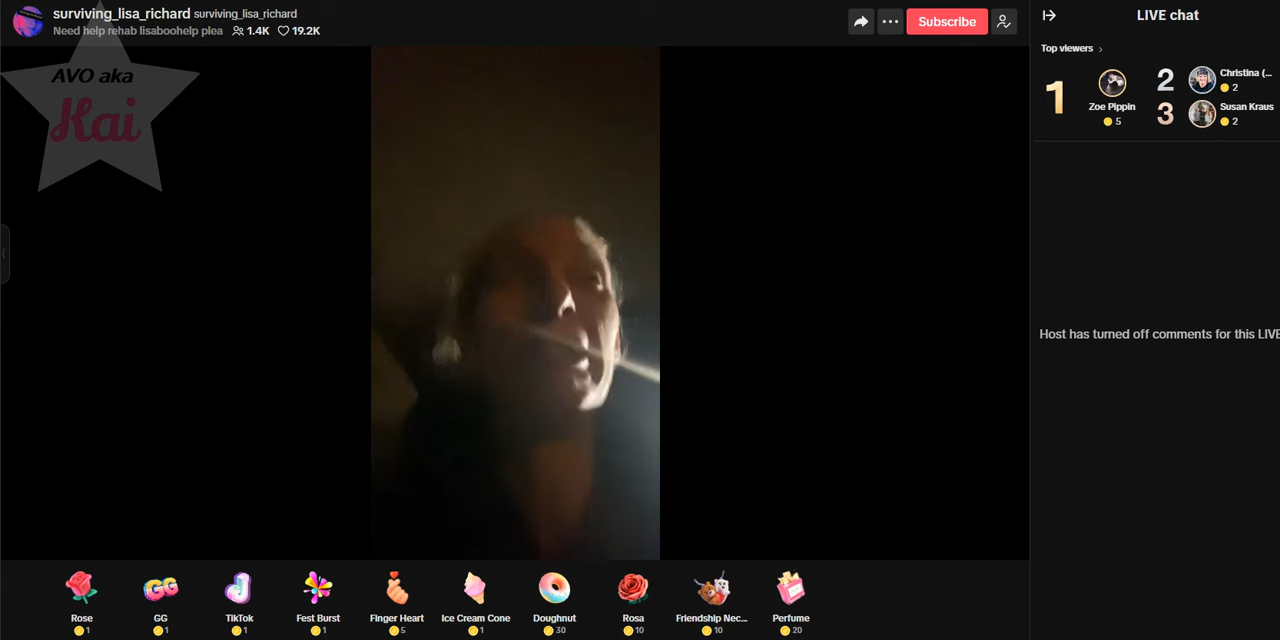 surviving_lisa_richard surviving_lisa_richard
Need help rehab lisaboohelp plea 1.4K 19.2K
Subscribe
AVO aka
Kai
LIVE chat
Top viewers
1 Zoe Pippin 5
2 Christina (... 2
3 Susan Kraus 2
Host has turned off comments for this LIVE
Rose GG TikTok Fest Burst Finger Heart Ice Cream Cone Doughnut Rosa Friendship Nec... Perfume
1 1 1 1 5 1 30 10 10 20